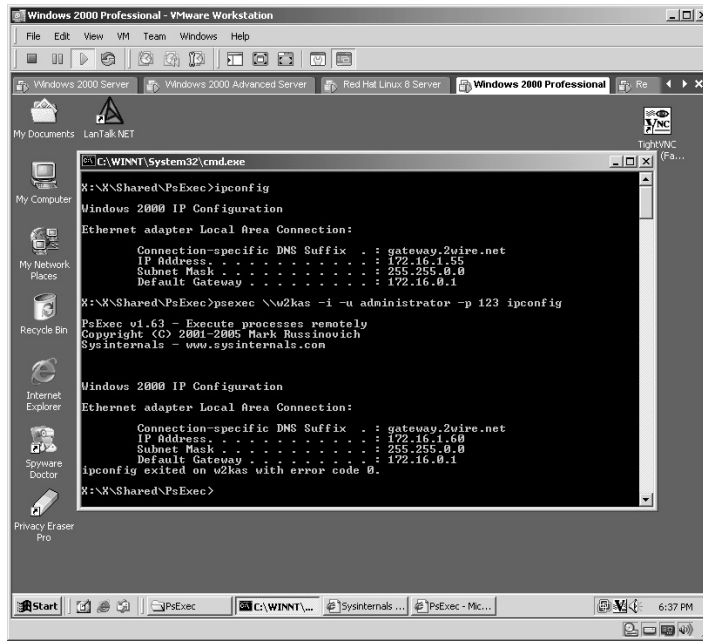 Windows 2000 Professional - VMware Workstation
File Edit View VM Team Windows Help
Windows 2000 Server Windows 2000 Advanced Server Red Hat Linux 8 Server Windows 2000 Professional Re
My Documents
LanTalk NET
VNC
TightVNC
(Fa...
My Computer
My Network
Places
Recycle Bin
Internet
Explorer
Spyware
Doctor
Privacy Eraser
Pro
C:\WINNT\System32\cmd.exe
X:\X\Shared\PsExec>ipconfig
Windows 2000 IP Configuration
Ethernet adapter Local Area Connection:
Connection-specific DNS Suffix . : gateway.2wire.net
IP Address. . . . . . . . . . . . : 172.16.1.55
Subnet Mask . . . . . . . . . . . : 255.255.0.0
Default Gateway . . . . . . . . . : 172.16.0.1
X:\X\Shared\PsExec>psexec \\w2kas -i -u administrator -p 123 ipconfig
PsExec v1.63 - Execute processes remotely
Copyright (C) 2001-2005 Mark Russinovich
Sysinternals - www.sysinternals.com
Windows 2000 IP Configuration
Ethernet adapter Local Area Connection:
Connection-specific DNS Suffix . : gateway.2wire.net
IP Address. . . . . . . . . . . . : 172.16.1.60
Subnet Mask . . . . . . . . . . . : 255.255.0.0
Default Gateway . . . . . . . . . : 172.16.0.1
ipconfig exited on w2kas with error code 0.
X:\X\Shared\PsExec>
Start PsExec C:\WINNT\... Sysinternals ... PsExec - Mic... 6:37 PM